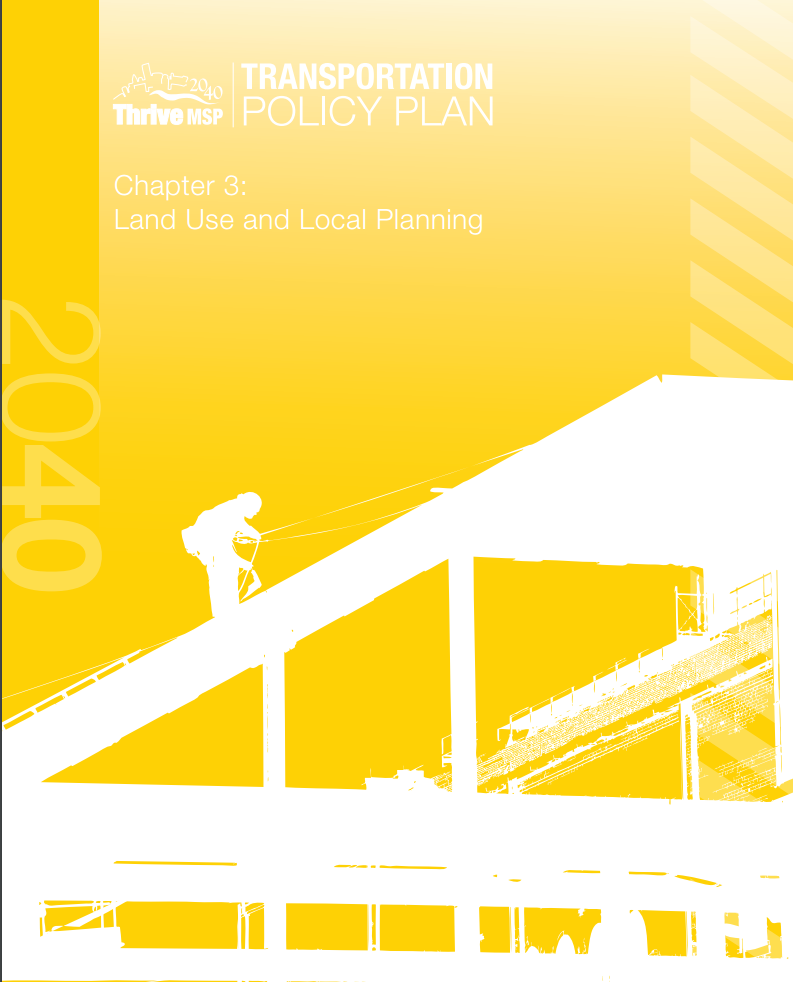 2040
Thrive MSP
TRANSPORTATION
POLICY PLAN
Chapter 3:
Land Use and Local Planning
2040